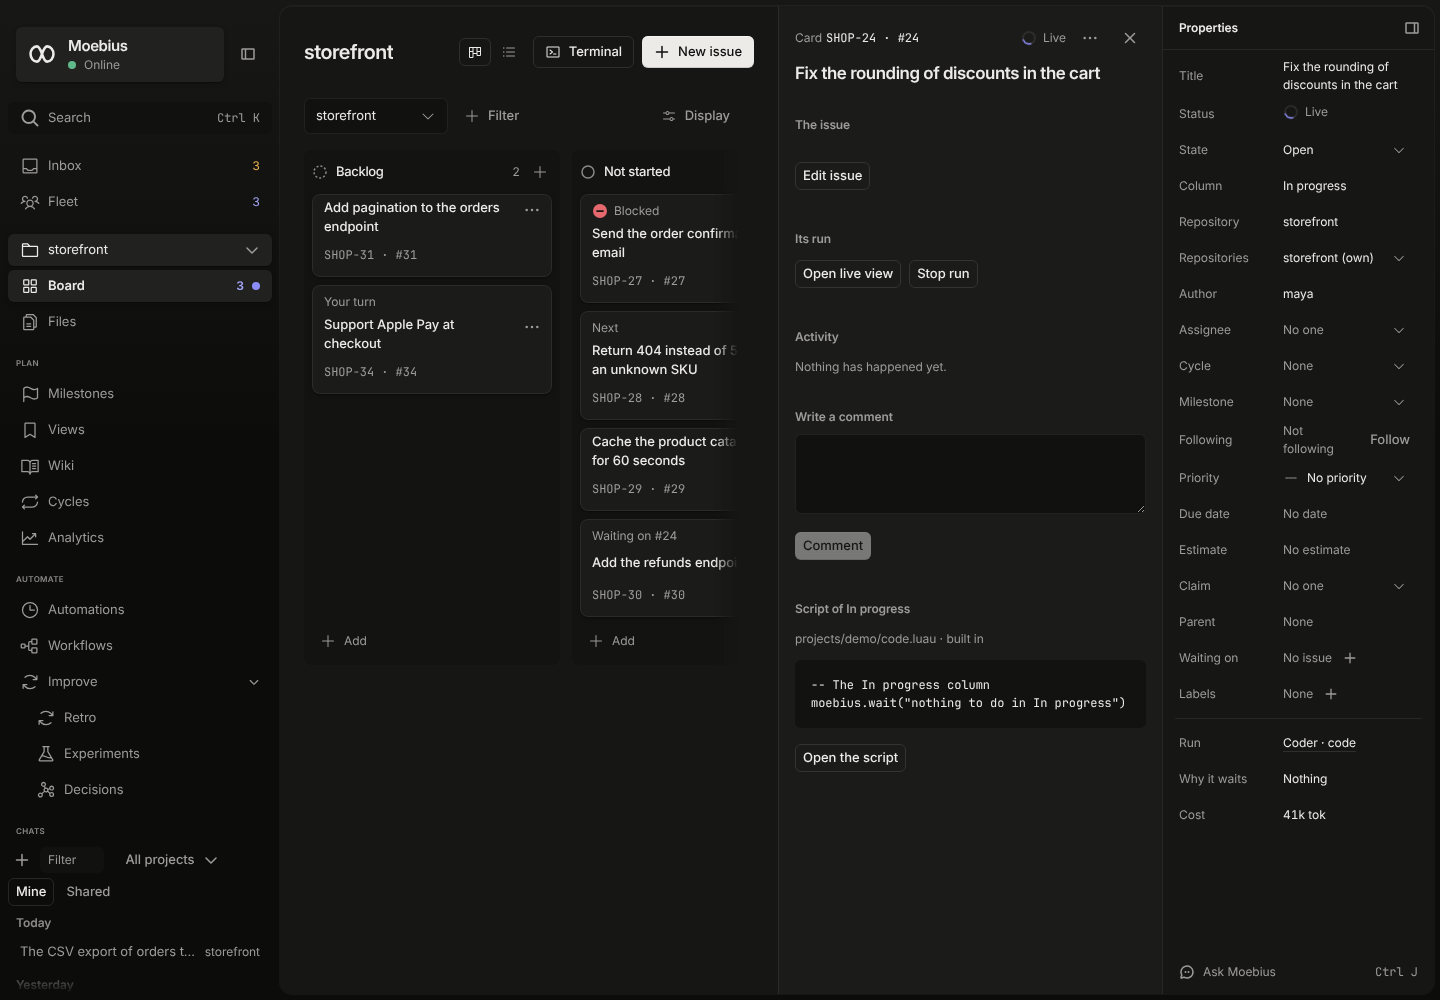 Moebius
Online
Search
Ctrl K
Inbox
3
Fleet
3
storefront
Board
3
Files
PLAN
Milestones
Views
Wiki
Cycles
Analytics
AUTOMATE
Automations
Workflows
Improve
Retro
Experiments
Decisions
CHATS
Filter
All projects
Mine
Shared
Today
The CSV export of orders t...
storefront
Yesterday
storefront
Terminal
New issue
storefront
Filter
Display
Backlog
2
Add pagination to the orders
endpoint
SHOP-31 · #31
Your turn
Support Apple Pay at
checkout
SHOP-34 · #34
Add
Not started
Blocked
Send the order confirm
email
SHOP-27 · #27
Next
Return 404 instead of 5
an unknown SKU
SHOP-28 · #28
Cache the product cata
for 60 seconds
SHOP-29 · #29
Waiting on #24
Add the refunds endpoi
SHOP-30 · #30
Add
Card SHOP-24 · #24
Live
Fix the rounding of discounts in the cart
The issue
Edit issue
Its run
Open live view
Stop run
Activity
Nothing has happened yet.
Write a comment
Comment
Script of In progress
projects/demo/code.luau · built in
-- The In progress column
moebius.wait("nothing to do in In progress")
Open the script
Properties
Title
Fix the rounding of
discounts in the cart
Status
Live
State
Open
Column
In progress
Repository
storefront
Repositories
storefront (own)
Author
maya
Assignee
No one
Cycle
None
Milestone
None
Following
Not
following
Follow
Priority
No priority
Due date
No date
Estimate
No estimate
Claim
No one
Parent
None
Waiting on
No issue
Labels
None
Run
Coder · code
Why it waits
Nothing
Cost
41k tok
Ask Moebius
Ctrl J